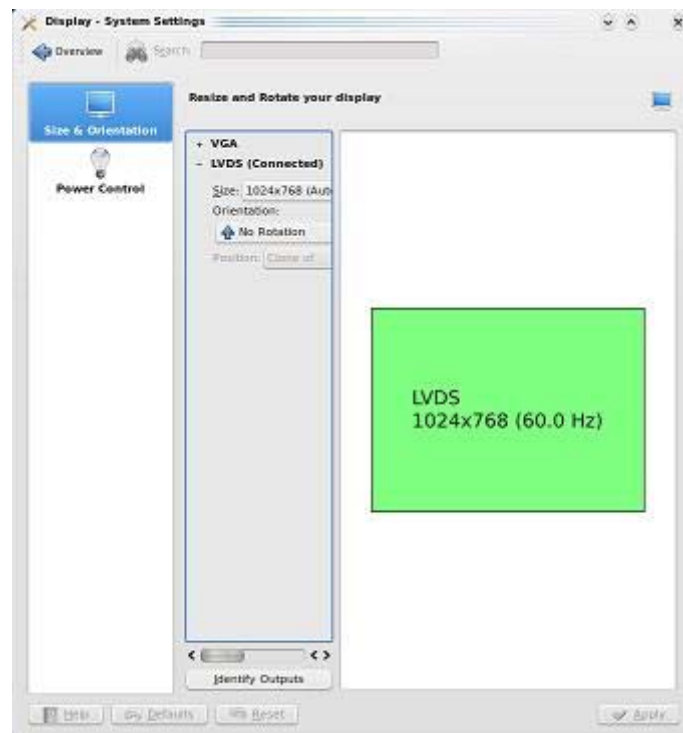 Display - System Settings
Overview Search:
Size & Orientation
Power Control
Resize and Rotate your display
+ VGA
- LVDS (Connected)
Size: 1024x768 (Auto
Orientation:
No Rotation
Position: Clone of
LVDS
1024x768 (60.0 Hz)
Identify Outputs
Help Defaults Reset Apply